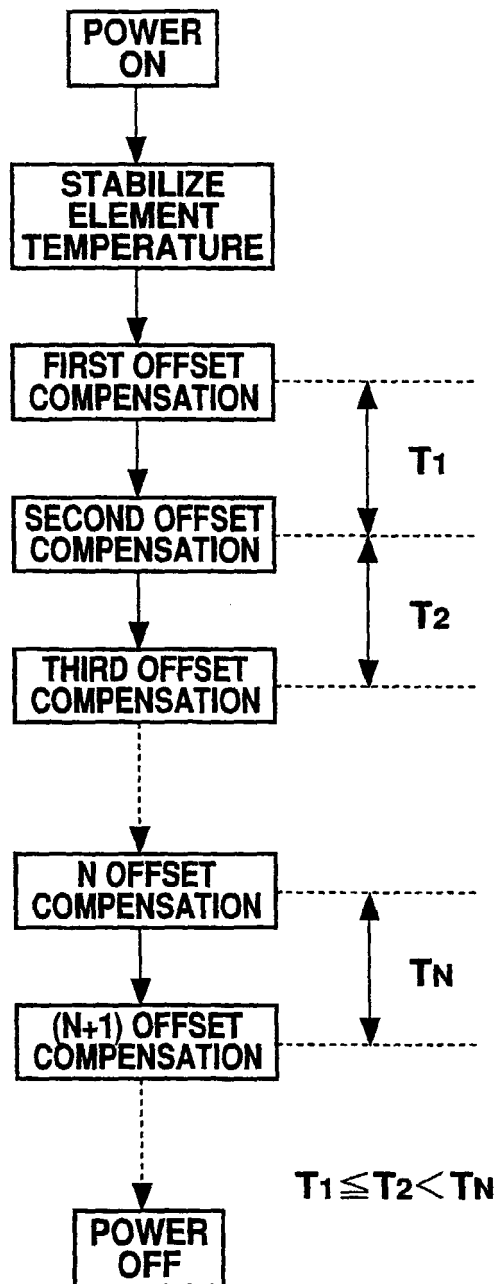 POWER
ON
STABILIZE
ELEMENT
TEMPERATURE
FIRST OFFSET
COMPENSATION
T1
SECOND OFFSET
COMPENSATION
T2
THIRD OFFSET
COMPENSATION
N OFFSET
COMPENSATION
TN
(N+1) OFFSET
COMPENSATION
T1≦T2<TN
POWER
OFF